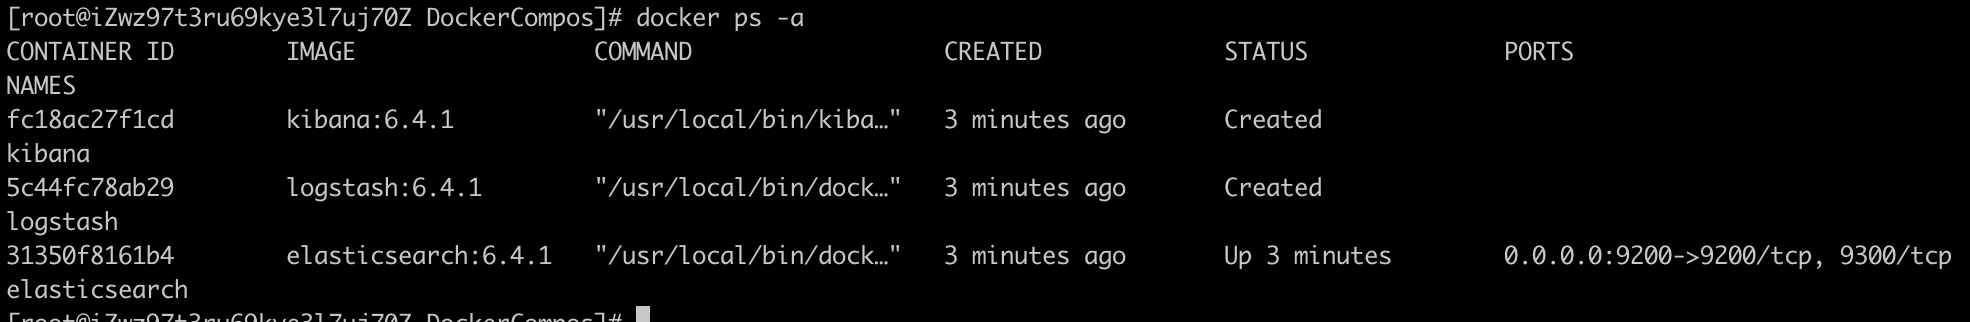 [root@iZwz97t3ru69kye3l7uj70Z DockerCompos]# docker ps -a
CONTAINER ID        IMAGE                 COMMAND                  CREATED             STATUS              PORTS
NAMES
fc18ac27f1cd        kibana:6.4.1          "/usr/local/bin/kiba…"   3 minutes ago       Created
kibana
5c44fc78ab29        logstash:6.4.1        "/usr/local/bin/dock…"   3 minutes ago       Created
logstash
31350f8161b4        elasticsearch:6.4.1   "/usr/local/bin/dock…"   3 minutes ago       Up 3 minutes        0.0.0.0:9200->9200/tcp, 9300/tcp
elasticsearch
[root@iZwz97t3ru69kye3l7uj70Z DockerCompos]#